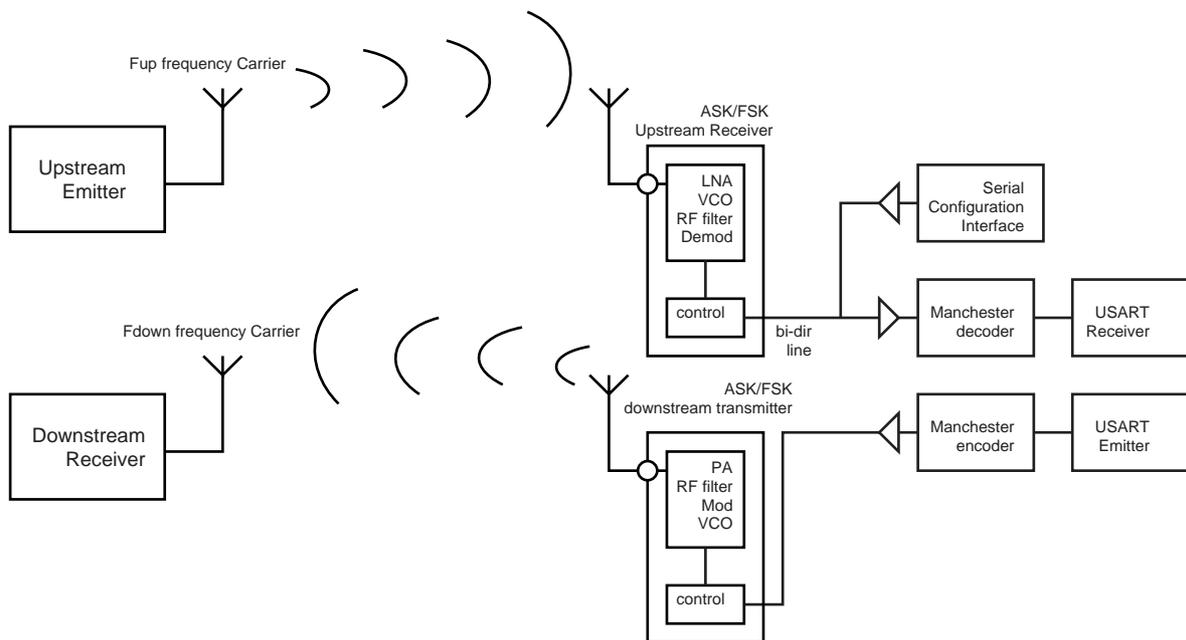 Fup frequency Carrier
Upstream
Emitter
ASK/FSK
Upstream Receiver
LNA
VCO
RF filter
Demod
control
bi-dir
line
Serial
Configuration
Interface
Manchester
decoder
USART
Receiver
Fdown frequency Carrier
Downstream
Receiver
ASK/FSK
downstream transmitter
PA
RF filter
Mod
VCO
control
Manchester
encoder
USART
Emitter